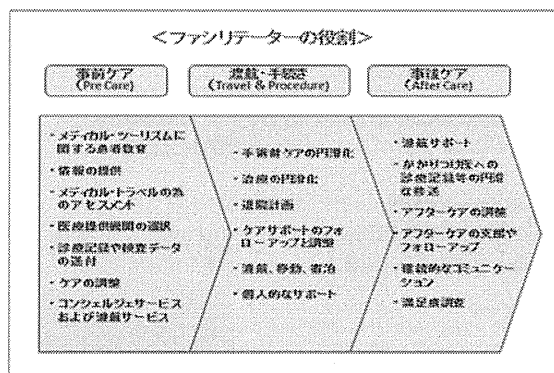 ＜ファシリテーターの役割＞
事前ケア
（Pre Care）
渡航・手続き
（Travel & Procedure）
事後ケア
（After Care）
・メディカル・ツーリズムに
関する患者教育
・情報の提供
・メディカル・トラベルの為
のアセスメント
・医療提供機関の選択
・診療記録や検査データ
の送付
・ケアの調整
・コンシェルジェサービス
および渡航サービス
・手術前ケアの円滑化
・治療の円滑化
・退院計画
・ケアサポートのフォ
ローアップと調整
・渡航、移動、宿泊
・個人的なサポート
・渡航サポート
・かかりつけ医への
診療記録等の円滑
な移送
・アフターケアの調整
・アフターケアの支援や
フォローアップ
・継続的なコミュニケー
ション
・満足度調査